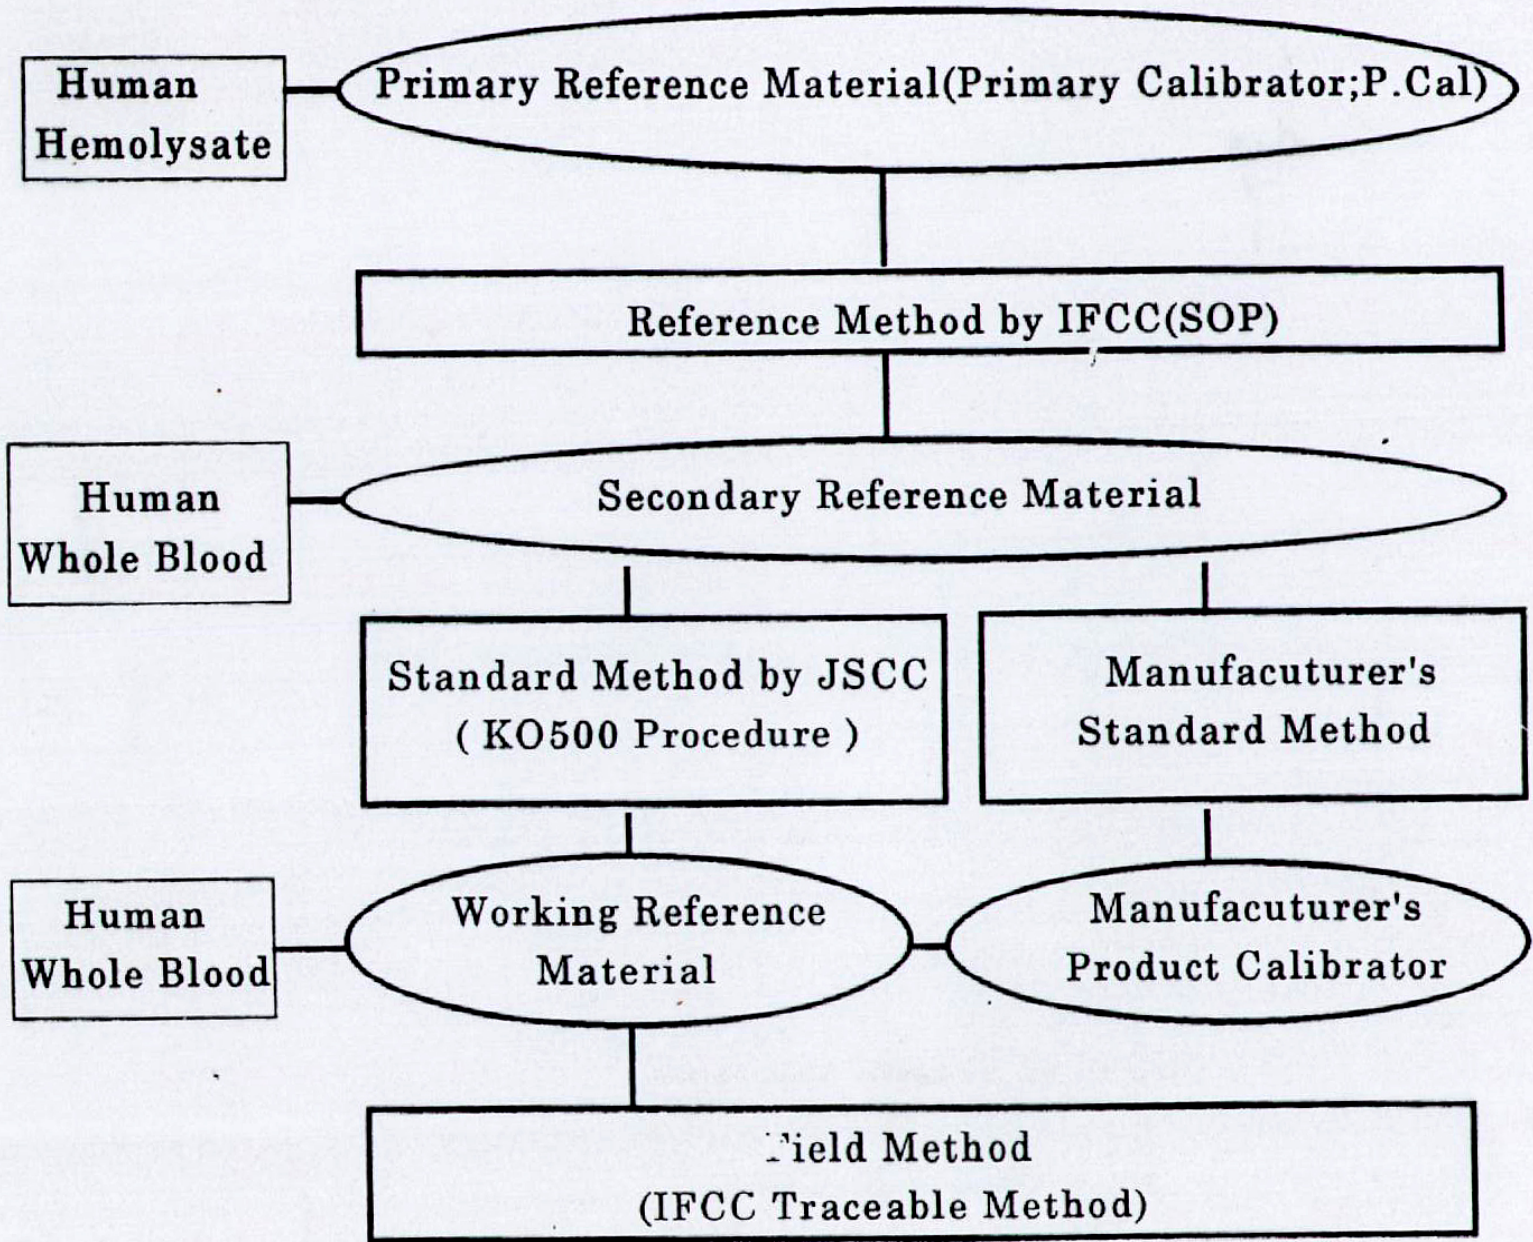 Human
Hemolysate
Primary Reference Material(Primary Calibrator;P.Cal)
Reference Method by IFCC(SOP)
Human
Whole Blood
Secondary Reference Material
Standard Method by JSCC
( KO500 Procedure )
Manufacuturer's
Standard Method
Human
Whole Blood
Working Reference
Material
Manufacuturer's
Product Calibrator
Field Method
(IFCC Traceable Method)